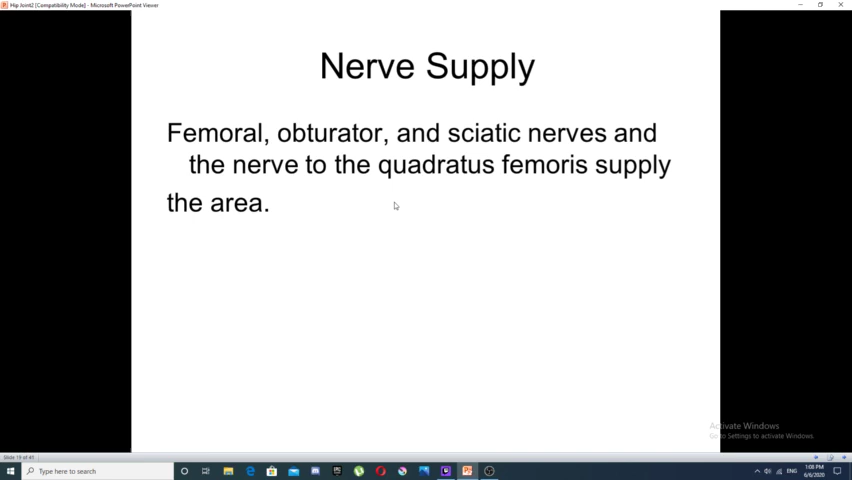 Hip Joint2 [Compatibility Mode] - Microsoft PowerPoint Viewer
Nerve Supply
Femoral, obturator, and sciatic nerves and
the nerve to the quadratus femoris supply
the area.
Activate Windows
Go to Settings to activate Windows.
Slide 19 of 41
Type here to search
ENG
1:08 PM
6/6/2020